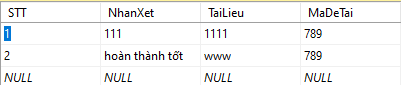 STT NhanXet TaiLieu MaDeTai
1 111 1111 789
2 hoàn thành tốt www 789
NULL NULL NULL NULL